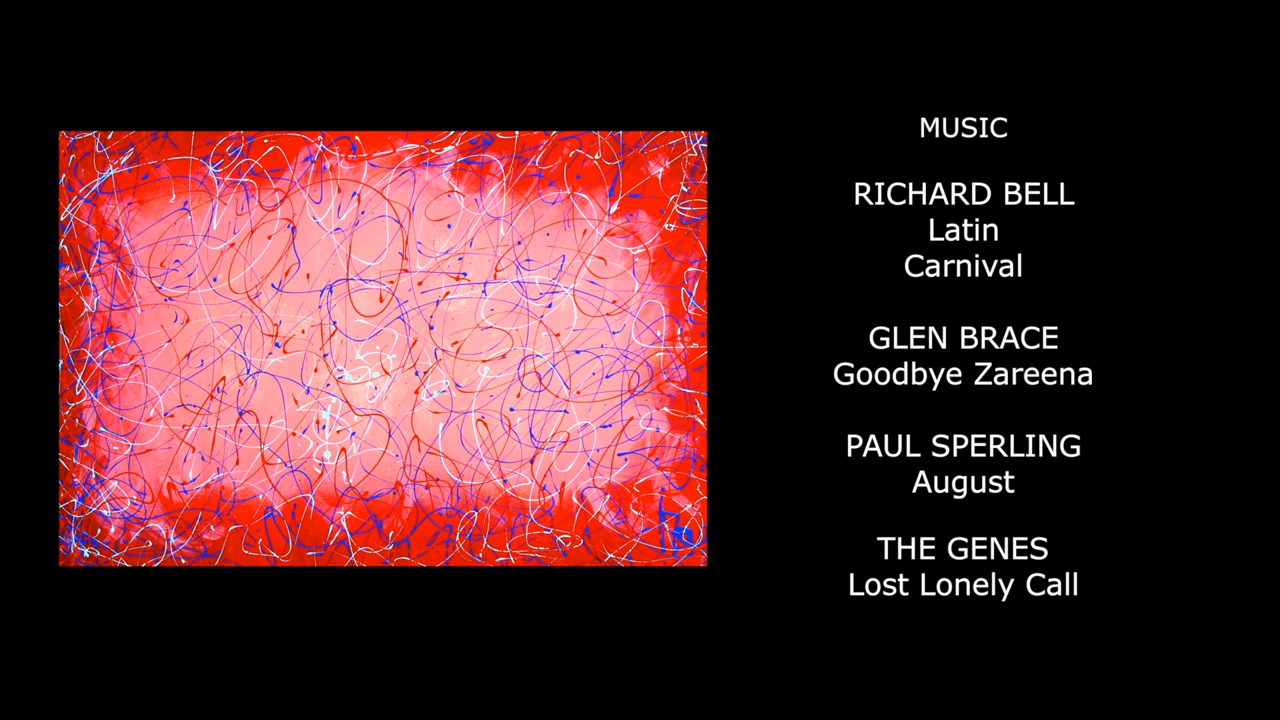 MUSIC
RICHARD BELL
Latin
Carnival
GLEN BRACE
Goodbye Zareena
PAUL SPERLING
August
THE GENES
Lost Lonely Call